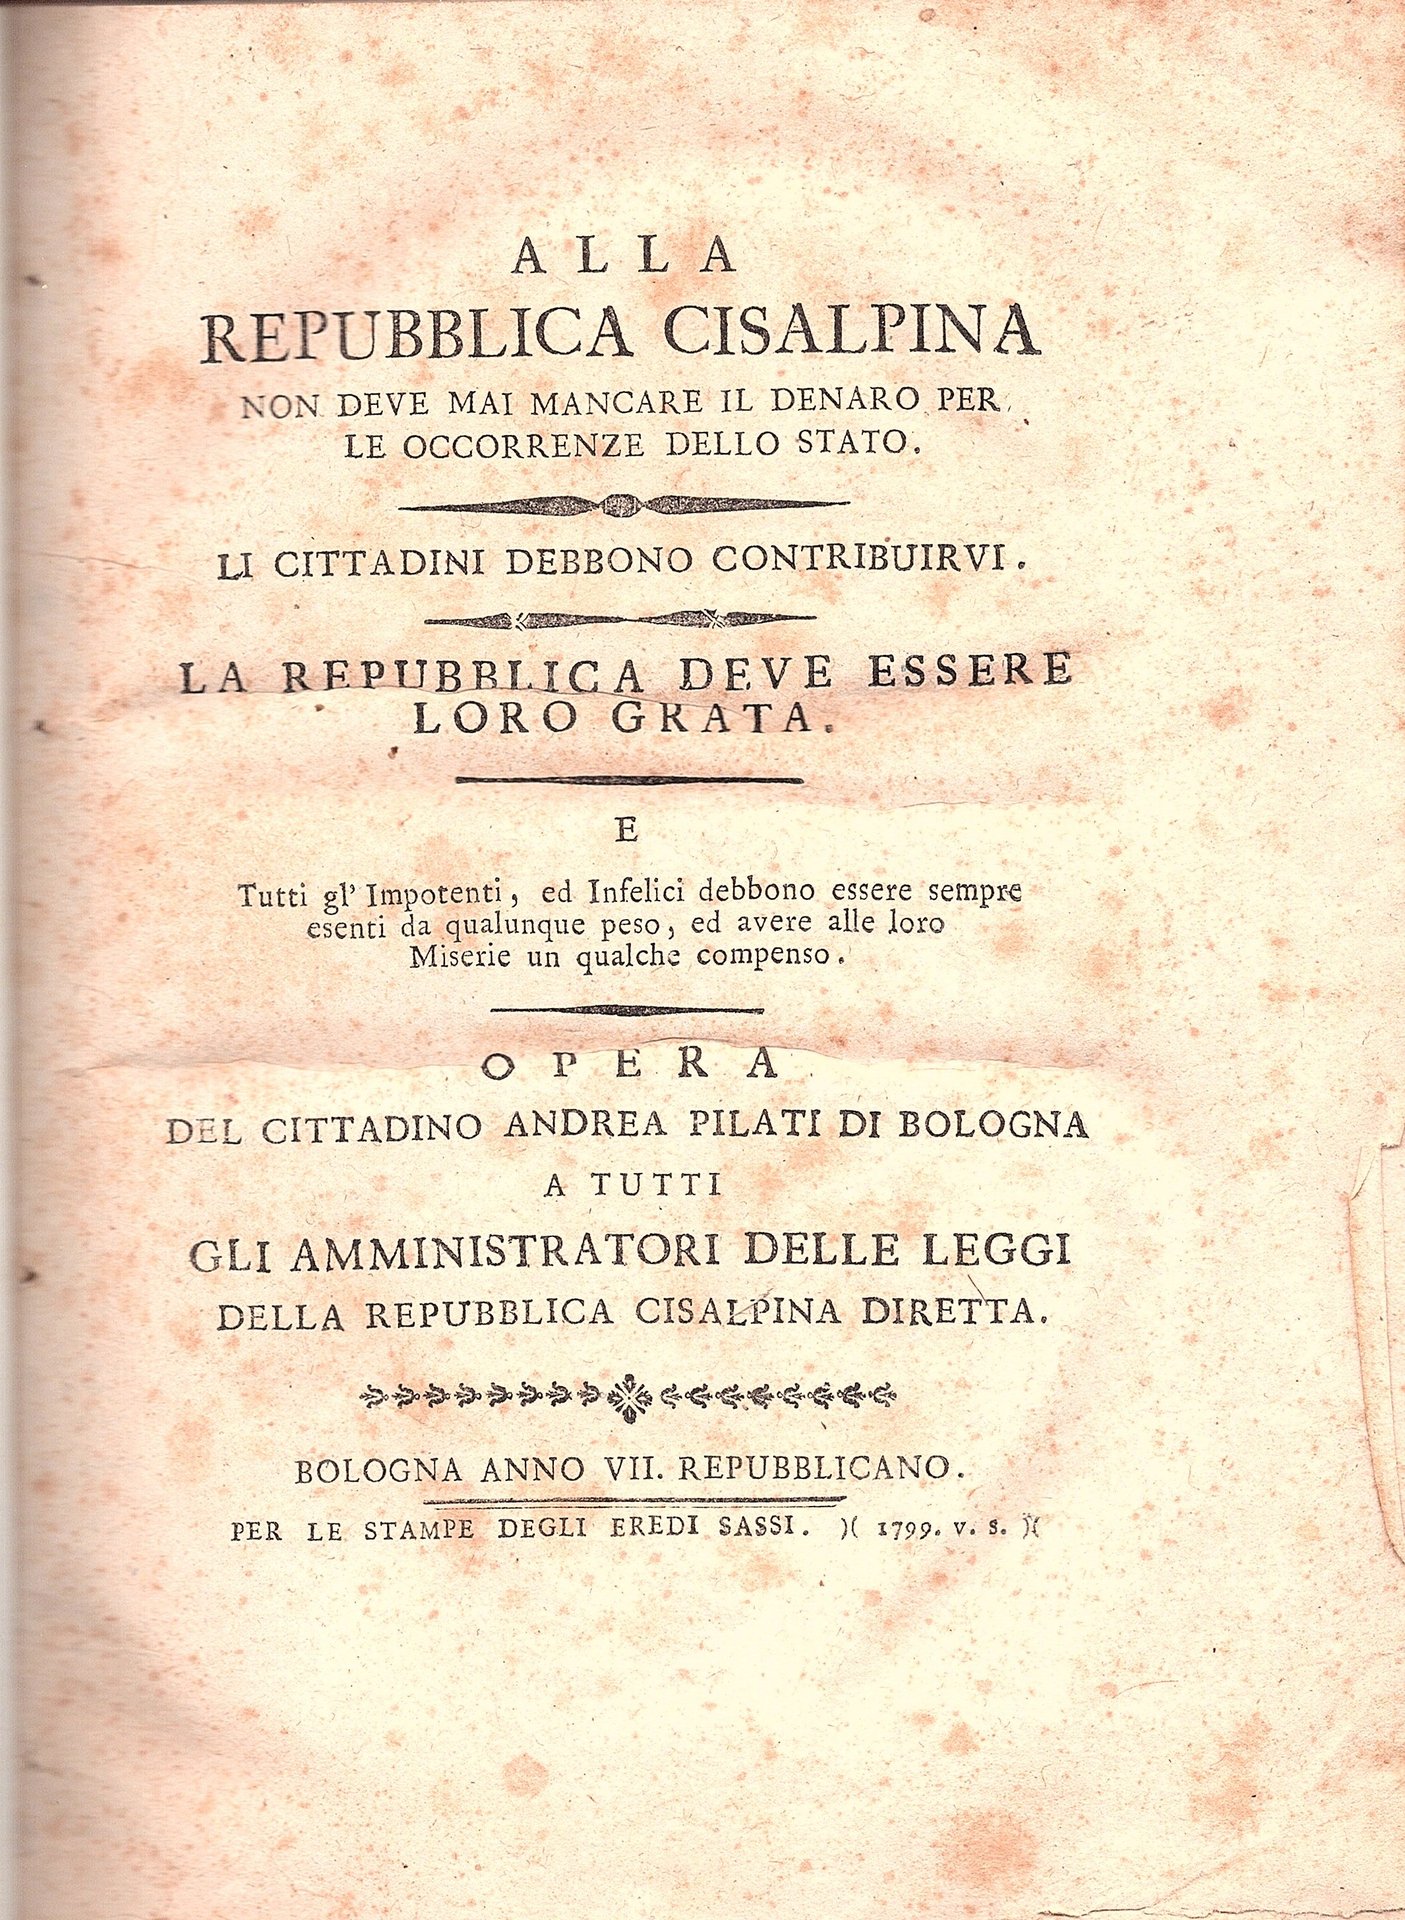 ALLA
REPUBBLICA CISALPINA
NON DEVE MAI MANCARE IL DENARO PER
LE OCCORRENZE DELLO STATO.
LI CITTADINI DEBBONO CONTRIBUIRVI.
LA REPUBBLICA DEVE ESSERE
LORO GRATA.
E
Tutti gl' Impotenti, ed Infelici debbono essere sempre
esenti da qualunque peso, ed avere alle loro
Miserie un qualche compenso.
OPERA
DEL CITTADINO ANDREA PILATI DI BOLOGNA
A TUTTI
GLI AMMINISTRATORI DELLE LEGGI
DELLA REPUBBLICA CISALPINA DIRETTA.
BOLOGNA ANNO VII. REPUBBLICANO.
PER LE STAMPE DEGLI EREDI SASSI. )( 1799. v. s. )(